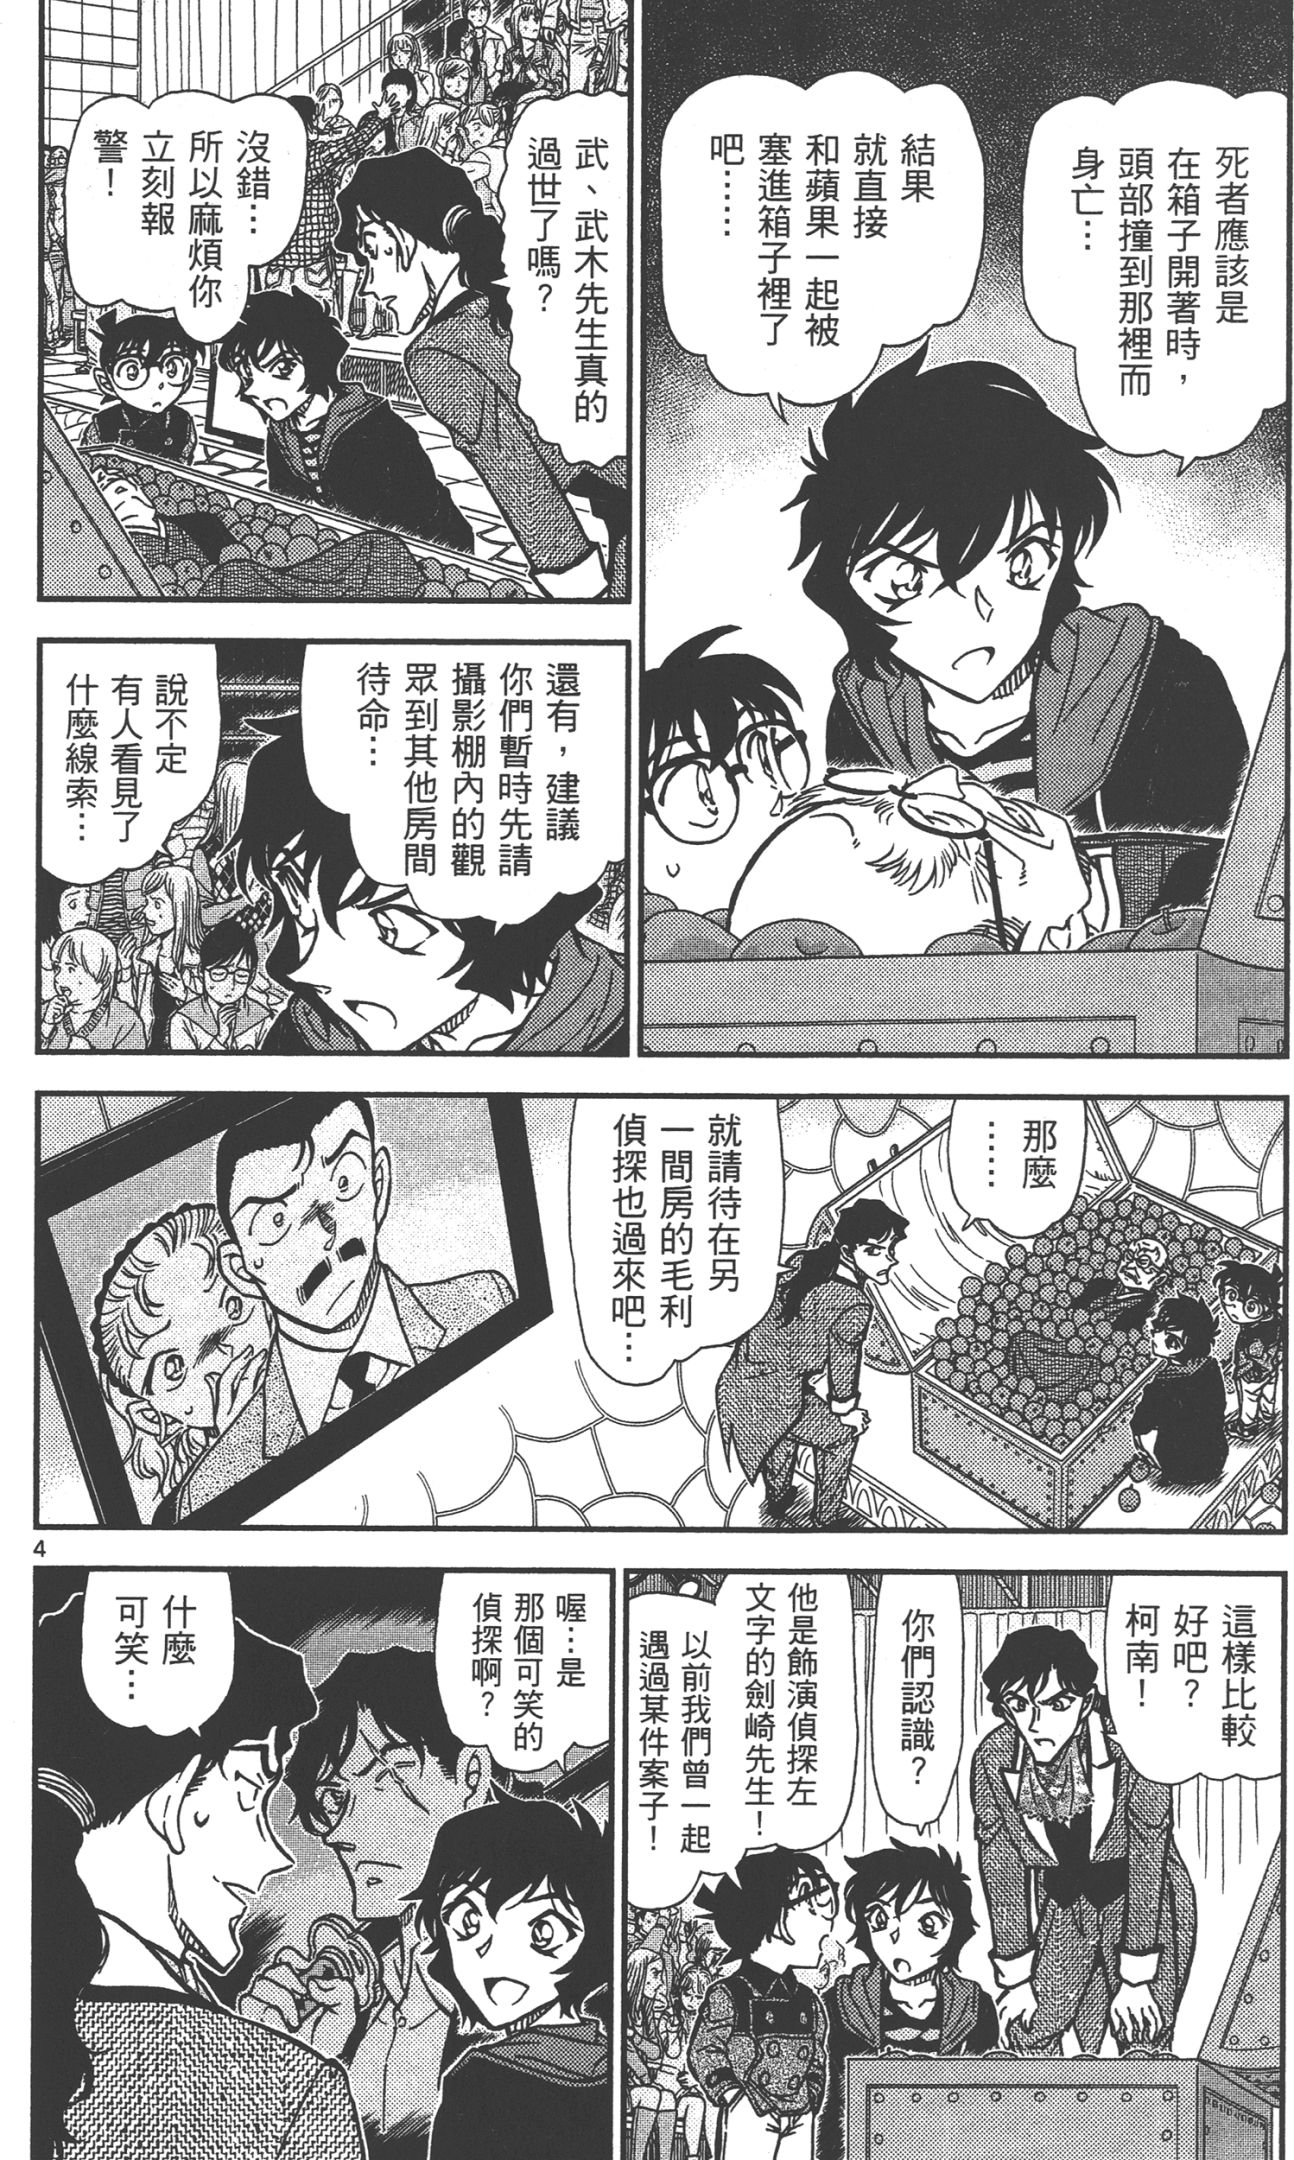 死者應該是
在箱子開著時，
頭部撞到那裡而
身亡…
結果
就直接
和蘋果一起被
塞進箱子裡了
吧……
武、武木先生真的
過世了嗎？
沒錯…
所以麻煩你
立刻報
警！
還有，建議
你們暫時先請
攝影棚內的觀
眾到其他房間
待命…
說不定
有人看見了
什麼線索…
那麼
……
就請待在另
一間房的毛利
偵探也過來吧…
4
這樣比較
好吧？
柯南！
你們認識？
他是飾演偵探左
文字的劍崎先生！
以前我們曾一起
遇過某件案子！
喔…是
那個可笑的
偵探啊？
什麼
可笑…